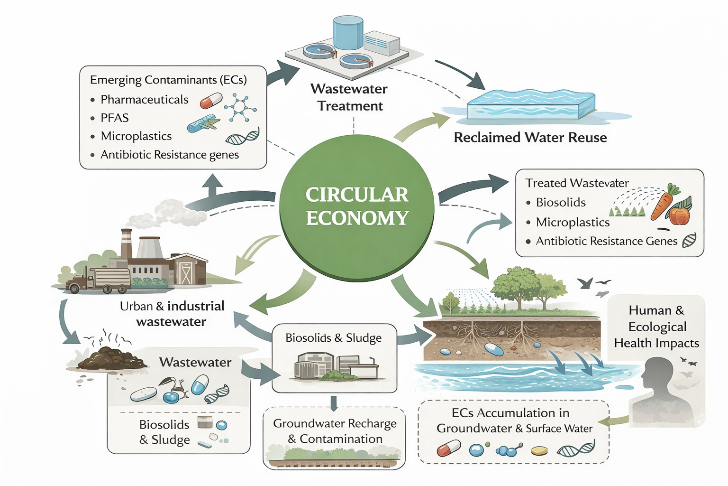 Emerging Contaminants (ECs)
• Pharmaceuticals
• PFAS
• Microplastics
• Antibiotic Resistance genes
Wastewater
Treatment
Reclaimed Water Reuse
CIRCULAR
ECONOMY
Treated Wastevater
• Biosolids
• Microplastics
• Antibiotic Resistance Genes
Urban & industrial
wastewater
Wastewater
Biosolids
& Sludge
Biosolids & Sludge
Groundwater Recharge
& Contamination
Human &
Ecological
Health Impacts
ECs Accumulation in
Groundwater & Surface Water